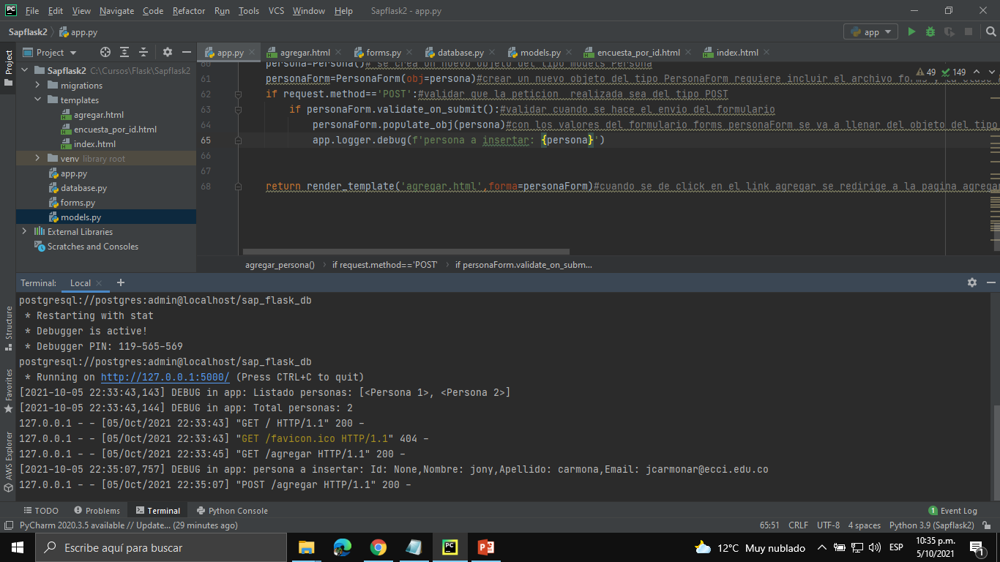 PC File Edit View Navigate Code Refactor Run Tools VCS Window Help Sapflask2 - app.py
Sapflask2 app.py app
Project Project app.py agregar.html forms.py database.py models.py encuesta_por_id.html index.html
Sapflask2 C:\Cursos\Flask\Sapflask2
migrations
templates
agregar.html
encuesta_por_id.html
index.html
venv library root
app.py
database.py
forms.py
models.py
External Libraries
Scratches and Consoles
49 149
60 persona=Persona()# se crea un nuevo objeto del tipo models Persona
61 personaForm=PersonaForm(obj=persona)#crear un nuevo objeto del tipo PersonaForm requiere incluir el archivo forms y la clase
62 if request.method=='POST':#validar que la peticion  realizada sea del tipo POST
63 if personaForm.validate_on_submit():#validar cuando se hace el envio del formulario
64 personaForm.populate_obj(persona)#con los valores del formulario forms personaForm se va a llenar del objeto del tipo
65 app.logger.debug(f'persona a insertar: {persona}')
66
67
68 return render_template('agregar.html',forma=personaForm)#cuando se de click en el link agregar se redirige a la pagina agregar
agregar_persona() if request.method=='POST' if personaForm.validate_on_subm...
Terminal: Local
postgresql://postgres:admin@localhost/sap_flask_db
* Restarting with stat
* Debugger is active!
* Debugger PIN: 119-565-569
postgresql://postgres:admin@localhost/sap_flask_db
* Running on http://127.0.0.1:5000/ (Press CTRL+C to quit)
[2021-10-05 22:33:43,143] DEBUG in app: Listado personas: [<Persona 1>, <Persona 2>]
[2021-10-05 22:33:43,144] DEBUG in app: Total personas: 2
127.0.0.1 - - [05/Oct/2021 22:33:43] "GET / HTTP/1.1" 200 -
127.0.0.1 - - [05/Oct/2021 22:33:43] "GET /favicon.ico HTTP/1.1" 404 -
127.0.0.1 - - [05/Oct/2021 22:33:45] "GET /agregar HTTP/1.1" 200 -
[2021-10-05 22:35:07,757] DEBUG in app: persona a insertar: Id: None,Nombre: jony,Apellido: carmona,Email: jcarmonar@ecci.edu.co
127.0.0.1 - - [05/Oct/2021 22:35:07] "POST /agregar HTTP/1.1" 200 -
Structure
Favorites
AWS Explorer
TODO Problems Terminal Python Console 1 Event Log
PyCharm 2020.3.5 available // Update... (29 minutes ago) 65:51 CRLF UTF-8 4 spaces Python 3.9 (Sapflask2)
Escribe aquí para buscar PC P 12°C Muy nublado ESP 10:35 p.m. 1
5/10/2021